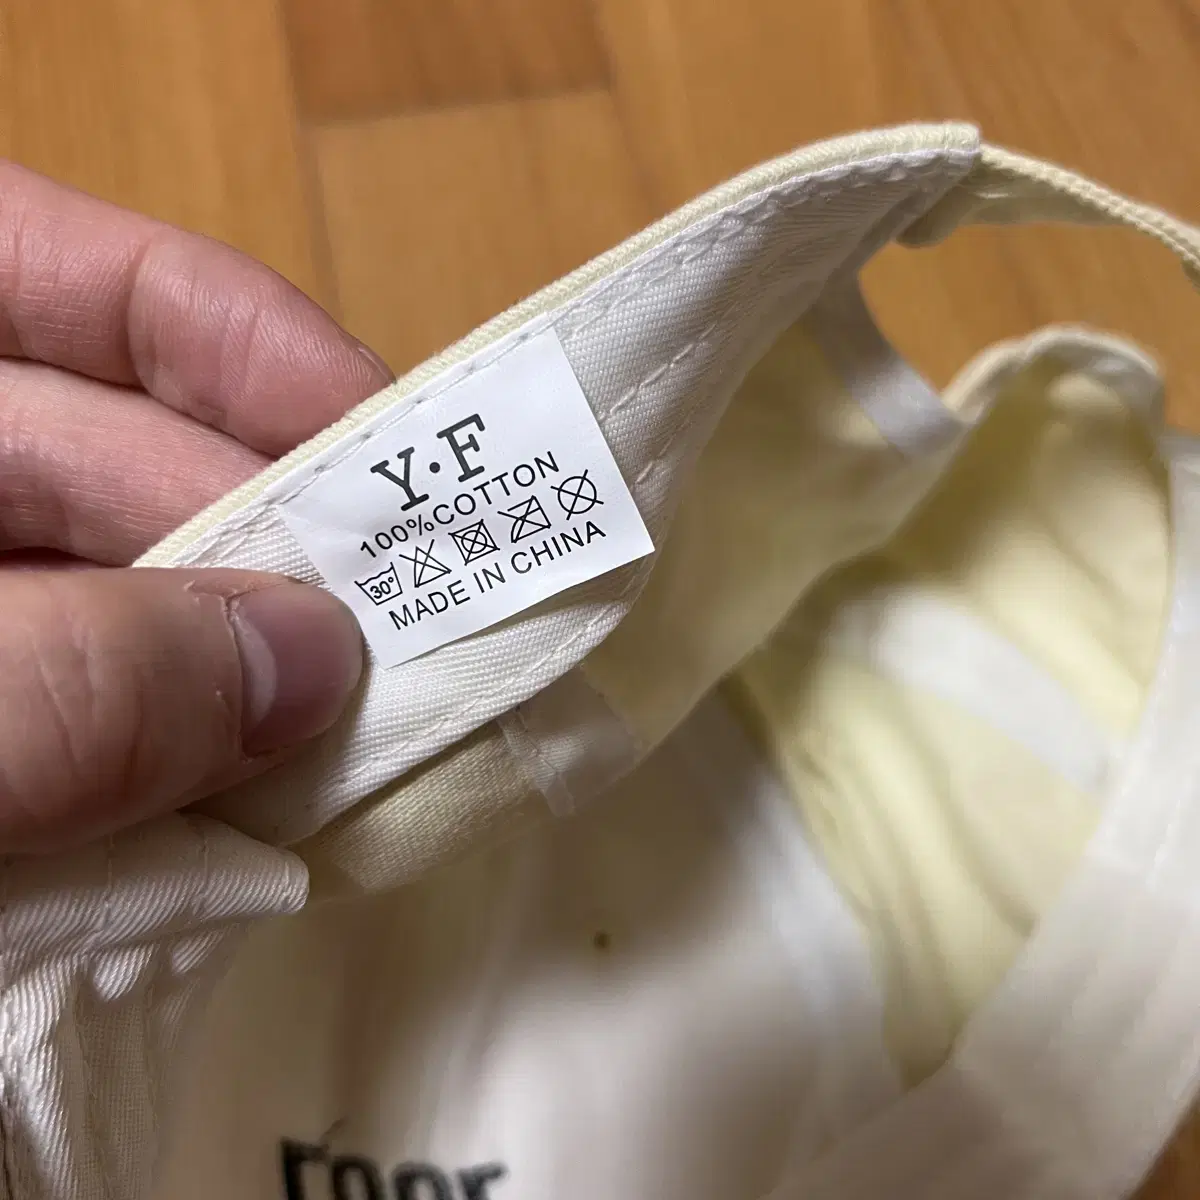 Y·F
100%COTTON
30°
MADE IN CHINA